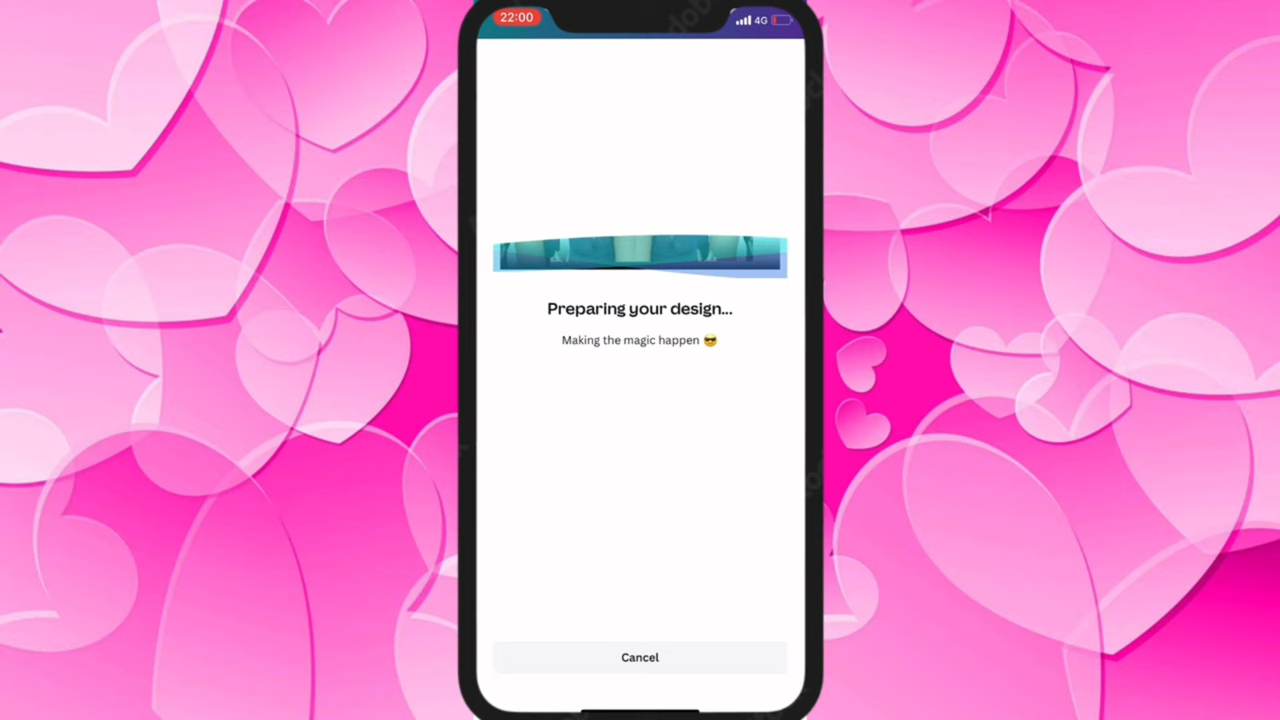 22:00
4G
Preparing your design...
Making the magic happen 😎
Cancel